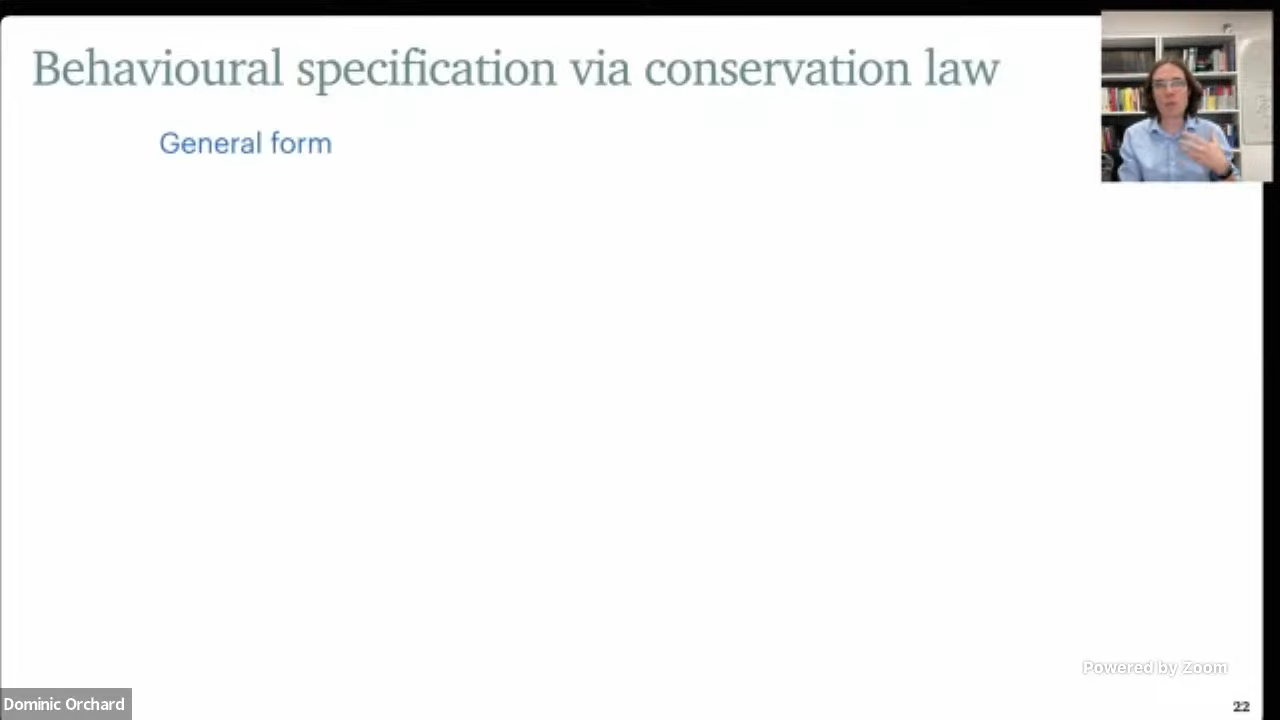 Behavioural specification via conservation law
General form
Powered by Zoom
Dominic Orchard
22